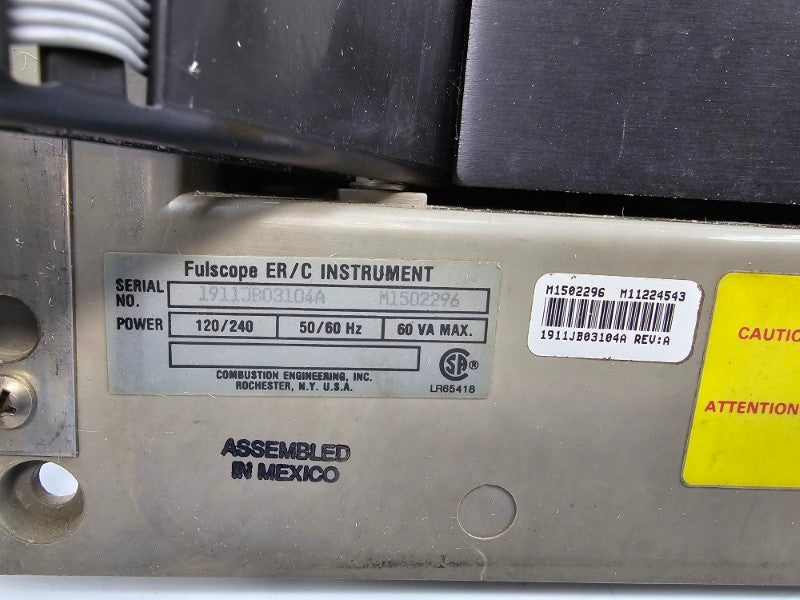 Fulscope ER/C INSTRUMENT
SERIAL NO. 1911JB03104A M1502296
POWER 120/240 50/60 Hz 60 VA MAX.
COMBUSTION ENGINEERING, INC.
ROCHESTER, N.Y. U.S.A.
SA ®
LR65418
M1502296 M11224543
1911JB03104A REV:A
CAUTIO
ATTENTION
ASSEMBLED
IN MEXICO